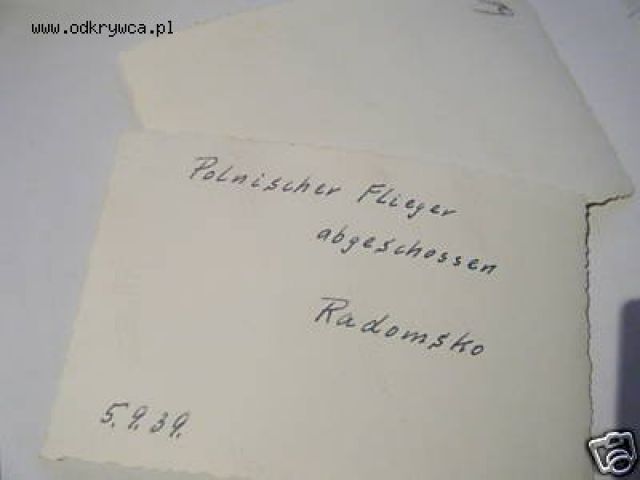 www.odkrywca.pl
Polnischer Flieger
abgeschossen
Radomsko
5.9.39.